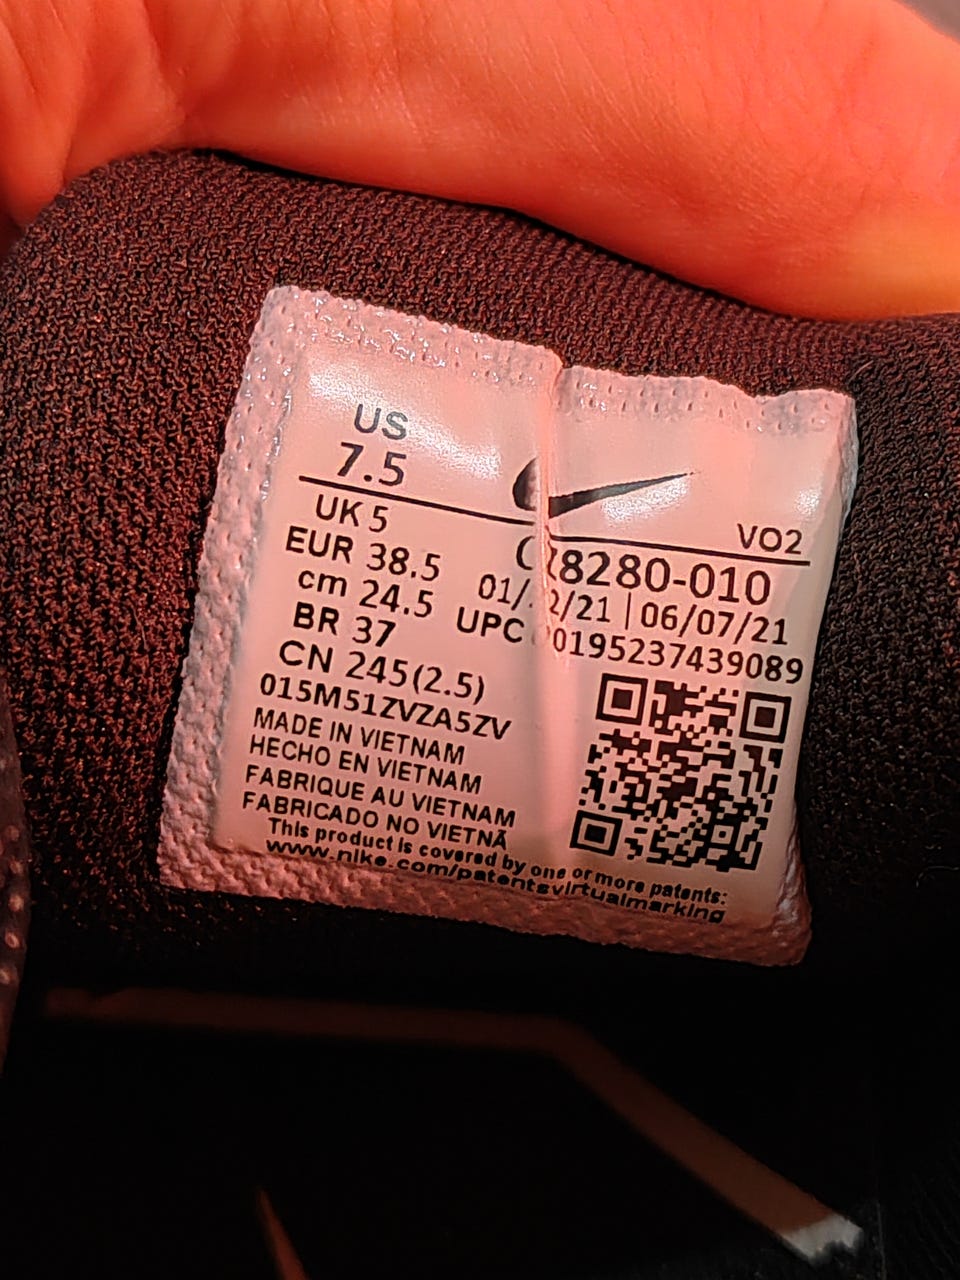 US
7.5
UK 5
EUR 38.5
cm 24.5
BR 37
CN 245(2.5)
015M51ZVZA5ZV
MADE IN VIETNAM
HECHO EN VIETNAM
FABRIQUE AU VIETNAM
FABRICADO NO VIETNÃ
This product is covered by one or more patents:
www.nike.com/patentsvirtualmarking
VO2
06/07/21
UPC